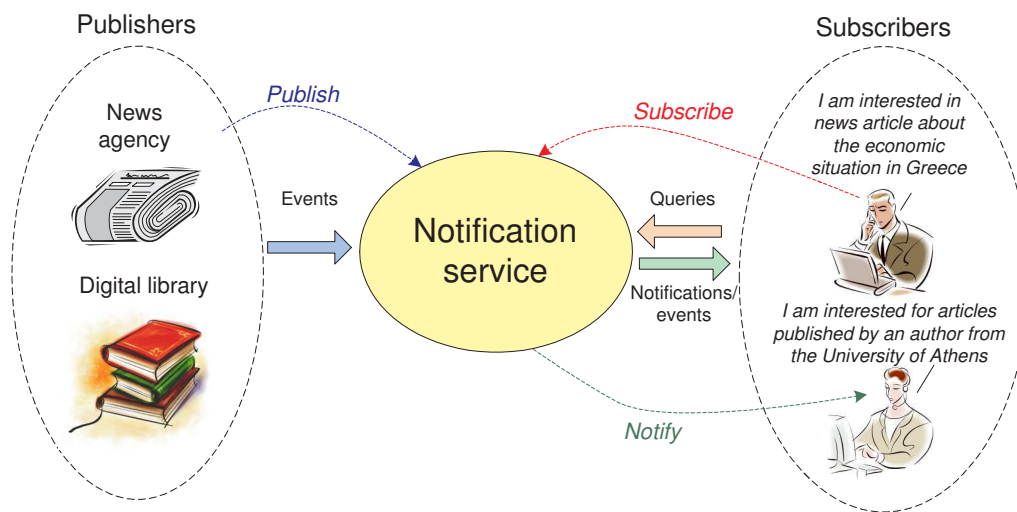 Publishers
News
agency
Digital library
Publish
Events
Notification
service
Subscribe
Queries
Notifications/
events
Notify
Subscribers
I am interested in
news article about
the economic
situation in Greece
I am interested for articles
published by an author from
the University of Athens